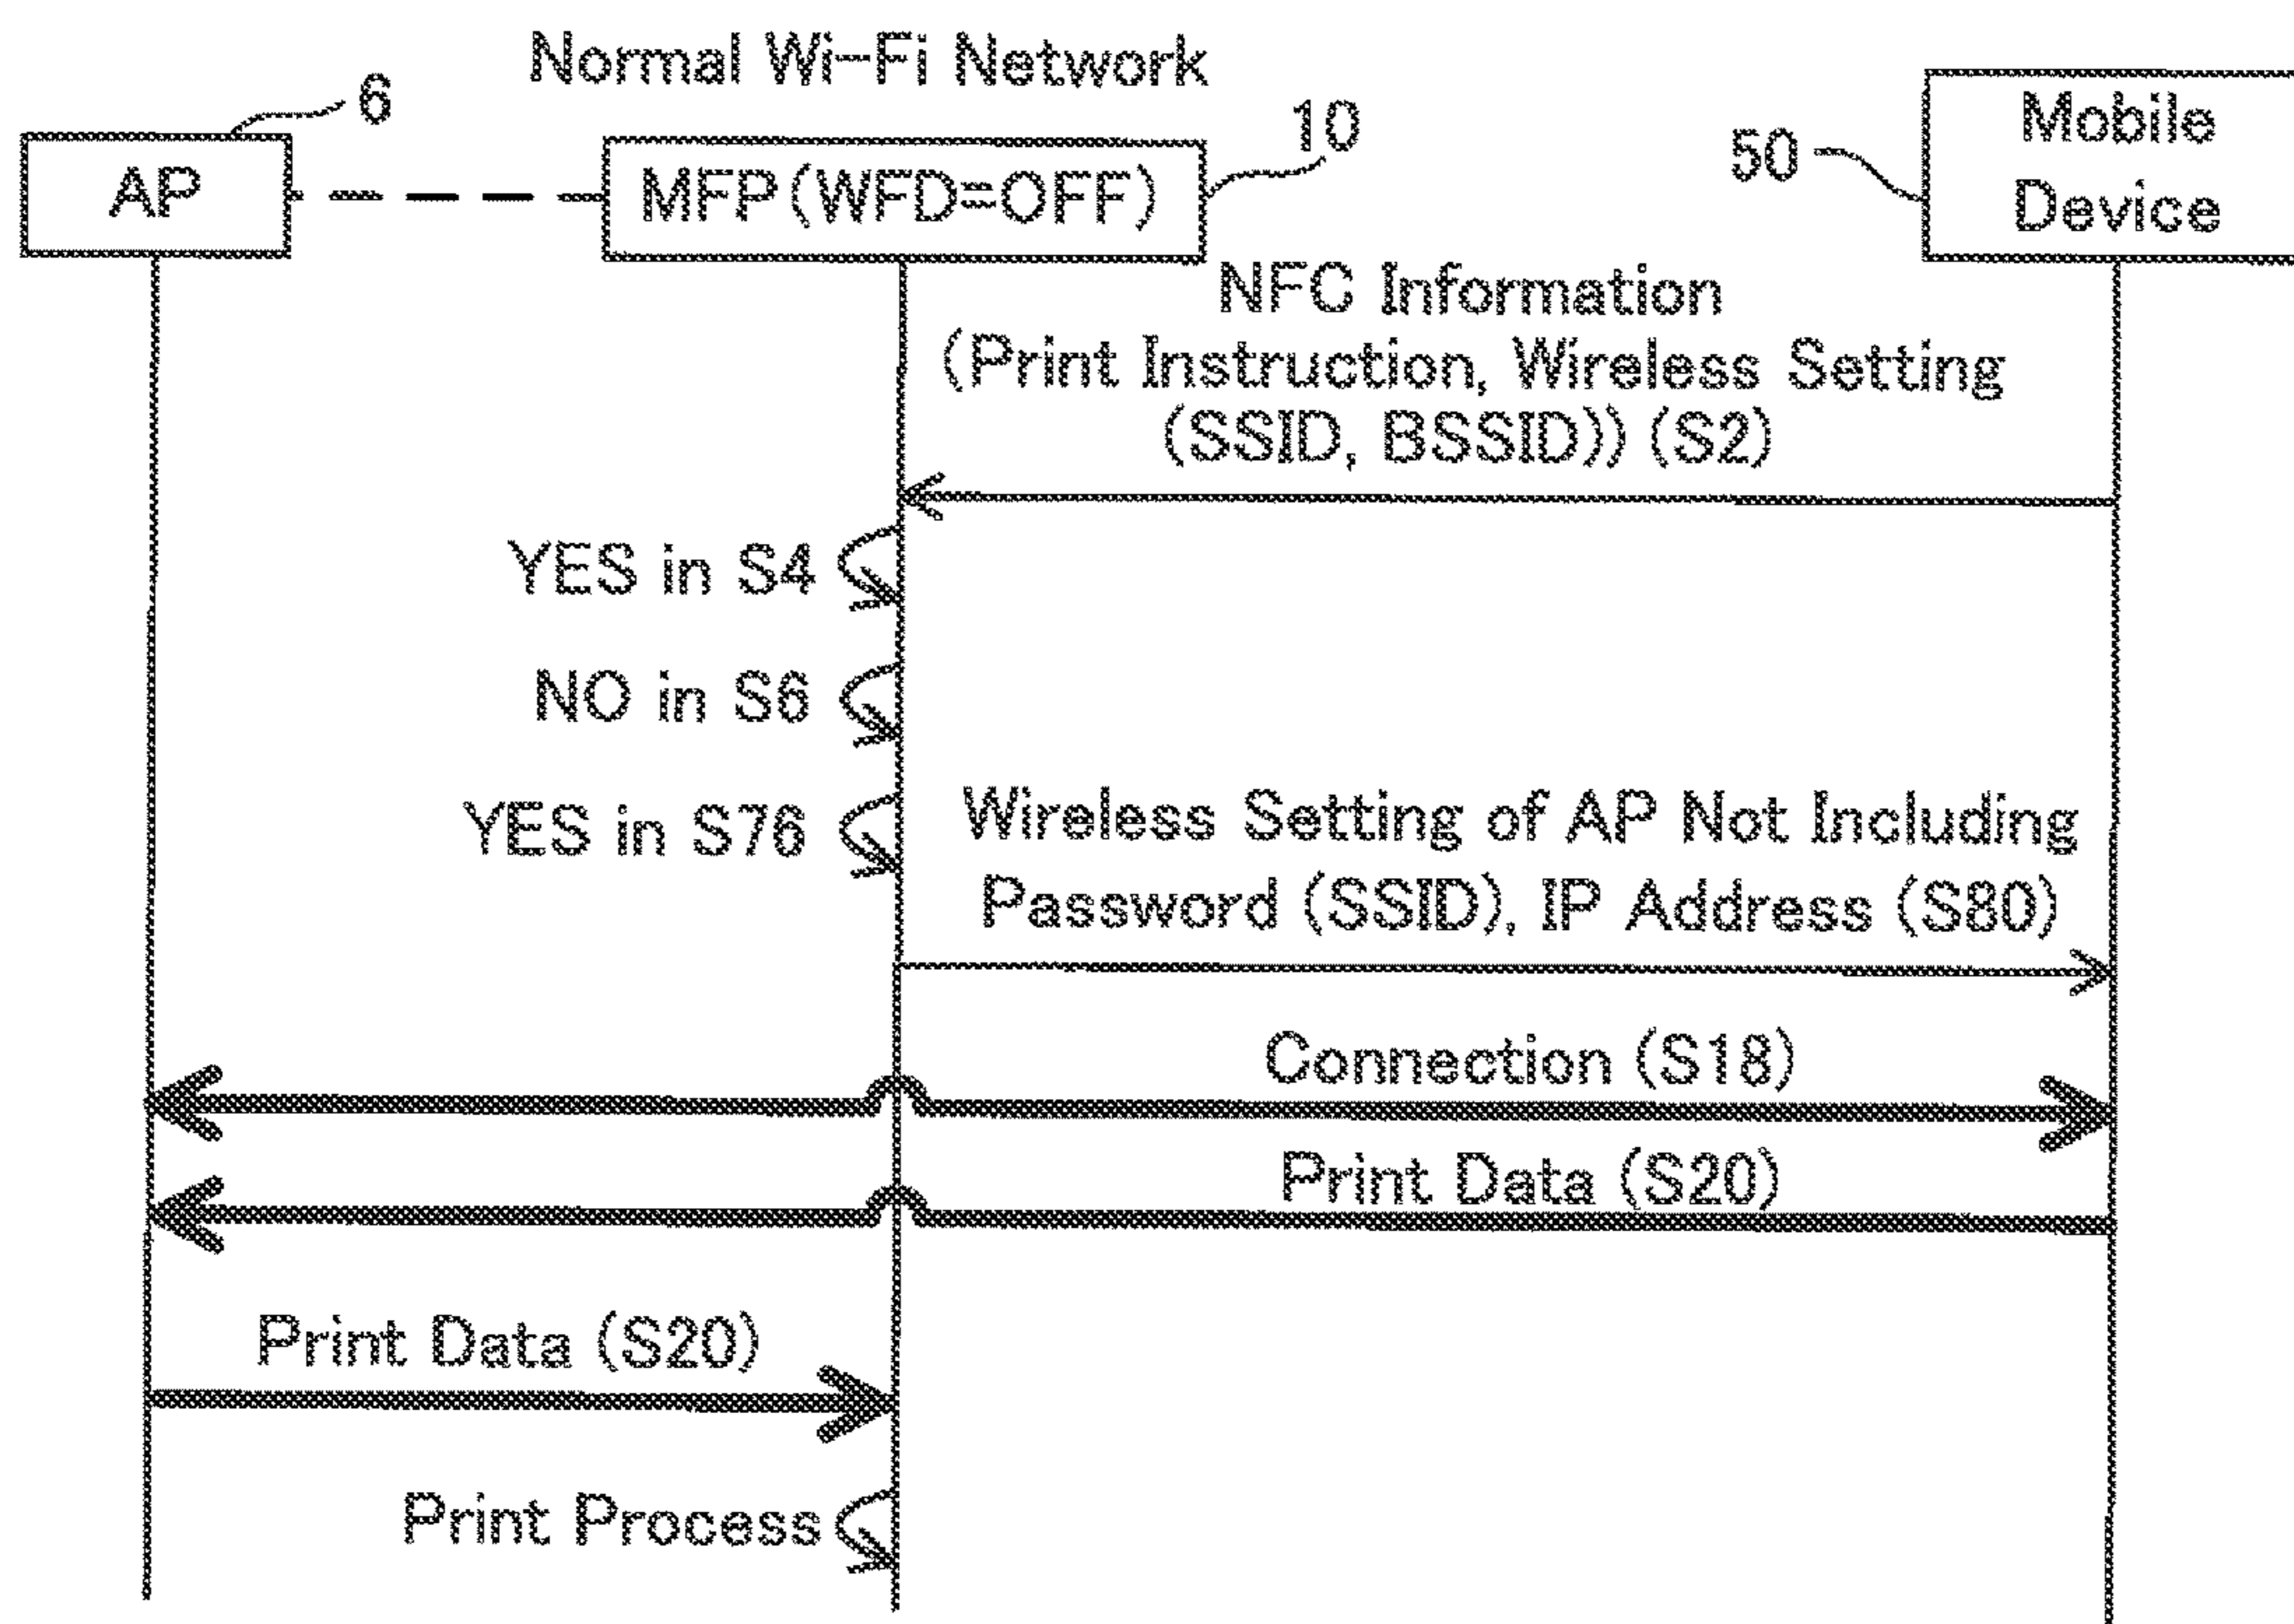 Normal Wi-Fi Network
6
10
50
AP
MFP(WFD=OFF)
Mobile
Device
NFC Information
(Print Instruction, Wireless Setting
(SSID, BSSID)) (S2)
YES in S4
NO in S6
YES in S76
Wireless Setting of AP Not Including
Password (SSID), IP Address (S80)
Connection (S18)
Print Data (S20)
Print Data (S20)
Print Process